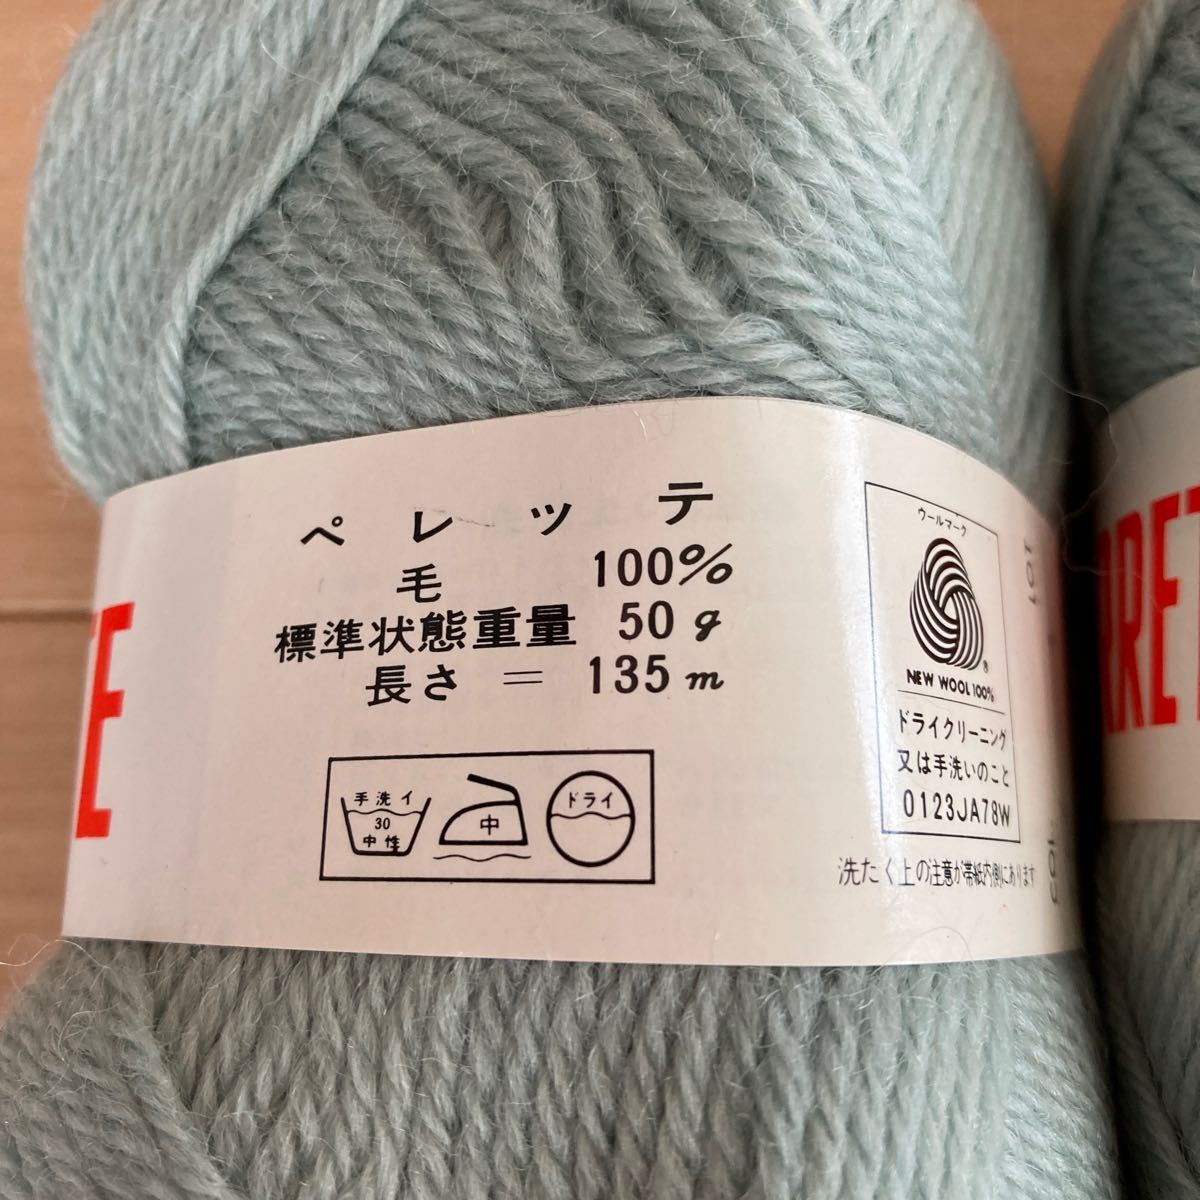 ペレッテ
毛 100%
標準状態重量 50g
長さ = 135m
手洗イ
30
中性
中
ドライ
ウールマーク
®
NEW WOOL 100%
ドライクリーニング
又は手洗いのこと
0123JA78W
洗たく上の注意が帯紙内側にあります